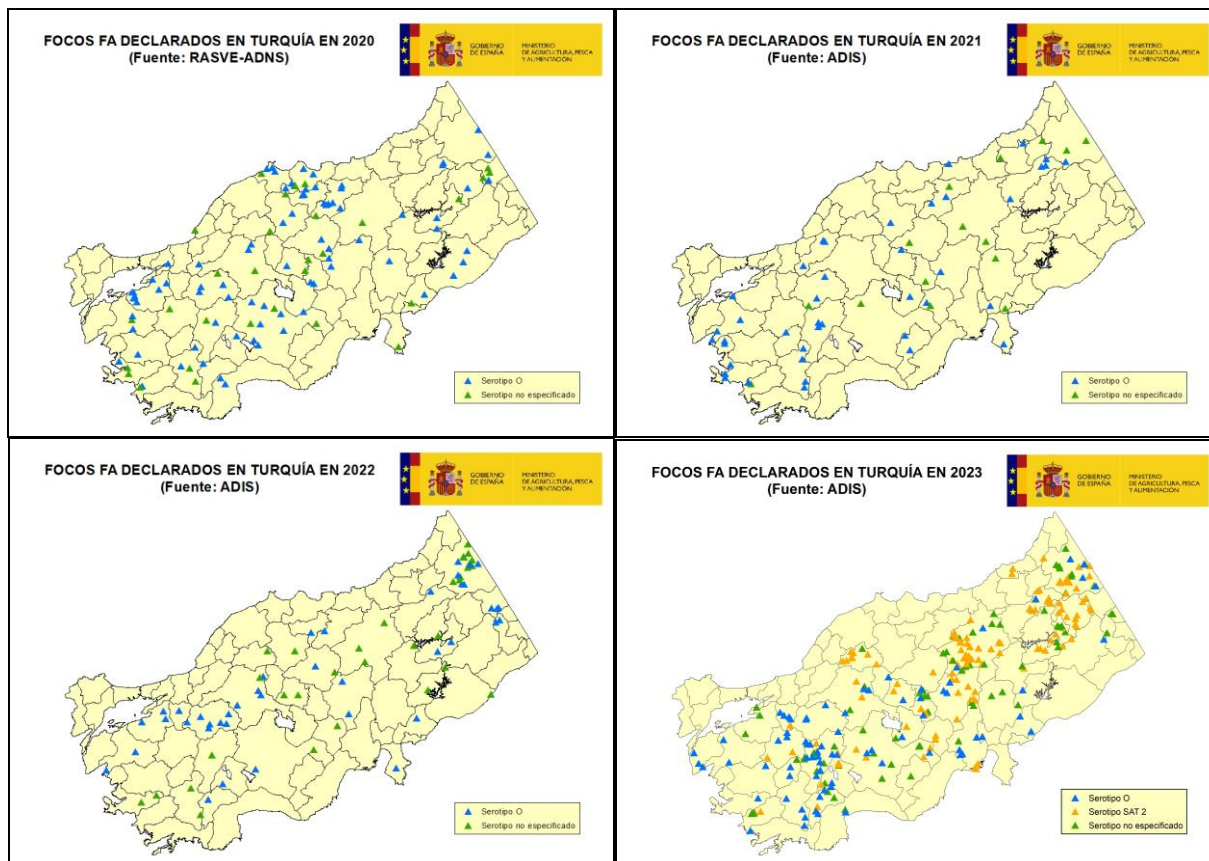 FOCOS FA DECLARADOS EN TURQUÍA EN 2020
(Fuente: RASVE-ADNS)
GOBIERNO
DE ESPAÑA
MINISTERIO
DE AGRICULTURA, PESCA
Y ALIMENTACIÓN
Serotipo O
Serotipo no especificado
FOCOS FA DECLARADOS EN TURQUÍA EN 2021
(Fuente: ADIS)
GOBIERNO
DE ESPAÑA
MINISTERIO
DE AGRICULTURA, PESCA
Y ALIMENTACIÓN
Serotipo O
Serotipo no especificado
FOCOS FA DECLARADOS EN TURQUÍA EN 2022
(Fuente: ADIS)
GOBIERNO
DE ESPAÑA
MINISTERIO
DE AGRICULTURA, PESCA
Y ALIMENTACIÓN
Serotipo O
Serotipo no especificado
FOCOS FA DECLARADOS EN TURQUÍA EN 2023
(Fuente: ADIS)
GOBIERNO
DE ESPAÑA
MINISTERIO
DE AGRICULTURA, PESCA
Y ALIMENTACIÓN
Serotipo O
Serotipo SAT 2
Serotipo no especificado